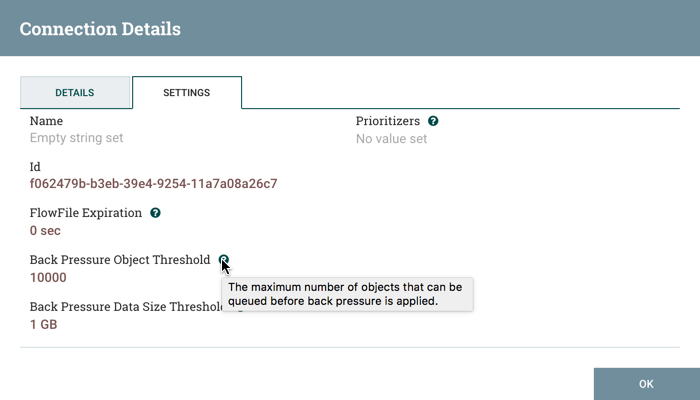 Connection Details
DETAILS
SETTINGS
Name
Empty string set
Prioritizers
No value set
Id
f062479b-b3eb-39e4-9254-11a7a08a26c7
FlowFile Expiration
0 sec
Back Pressure Object Threshold
10000
The maximum number of objects that can be
queued before back pressure is applied.
Back Pressure Data Size Threshold
1 GB
OK